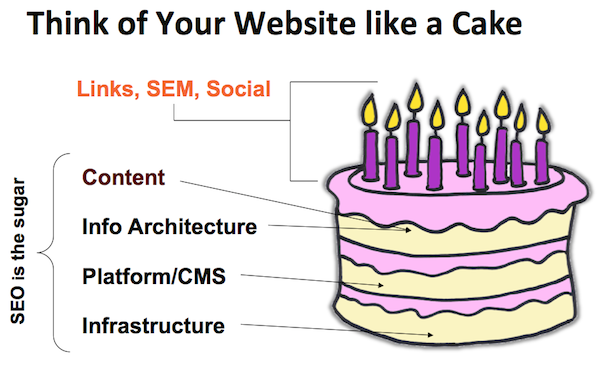 Think of Your Website like a Cake
Links, SEM, Social
SEO is the sugar
Content
Info Architecture
Platform/CMS
Infrastructure